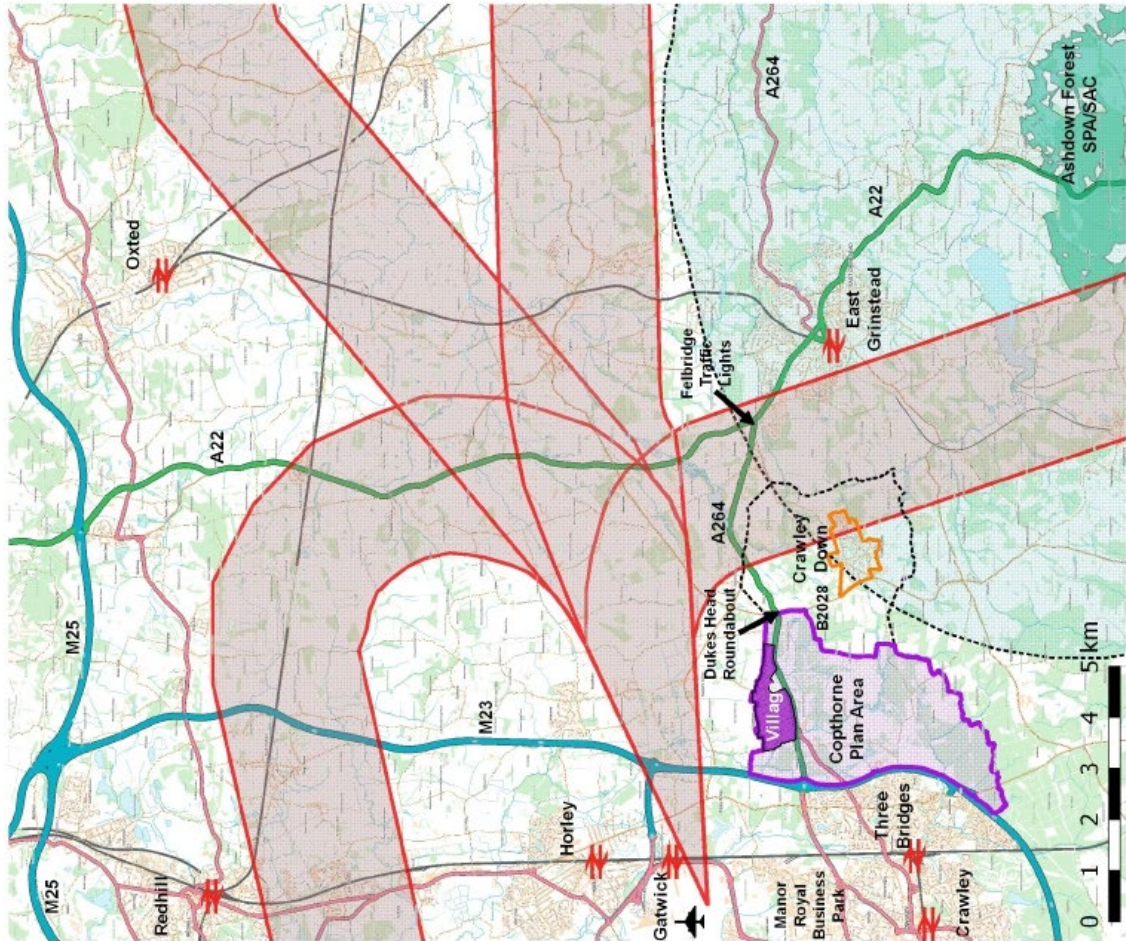 M25
M25
Redhill
A22
Oxted
M23
Horley
Gatwick
Manor
Royal
Business
Park
Three
Bridges
Crawley
Village
Copthorne
Plan Area
Dukes Head
Roundabout
B2028
Crawley
Down
A264
Felbridge
Traffic
Lights
East
Grinstead
A22
A264
Ashdown Forest
SPA/SAC
0 1 2 3 4 5 km